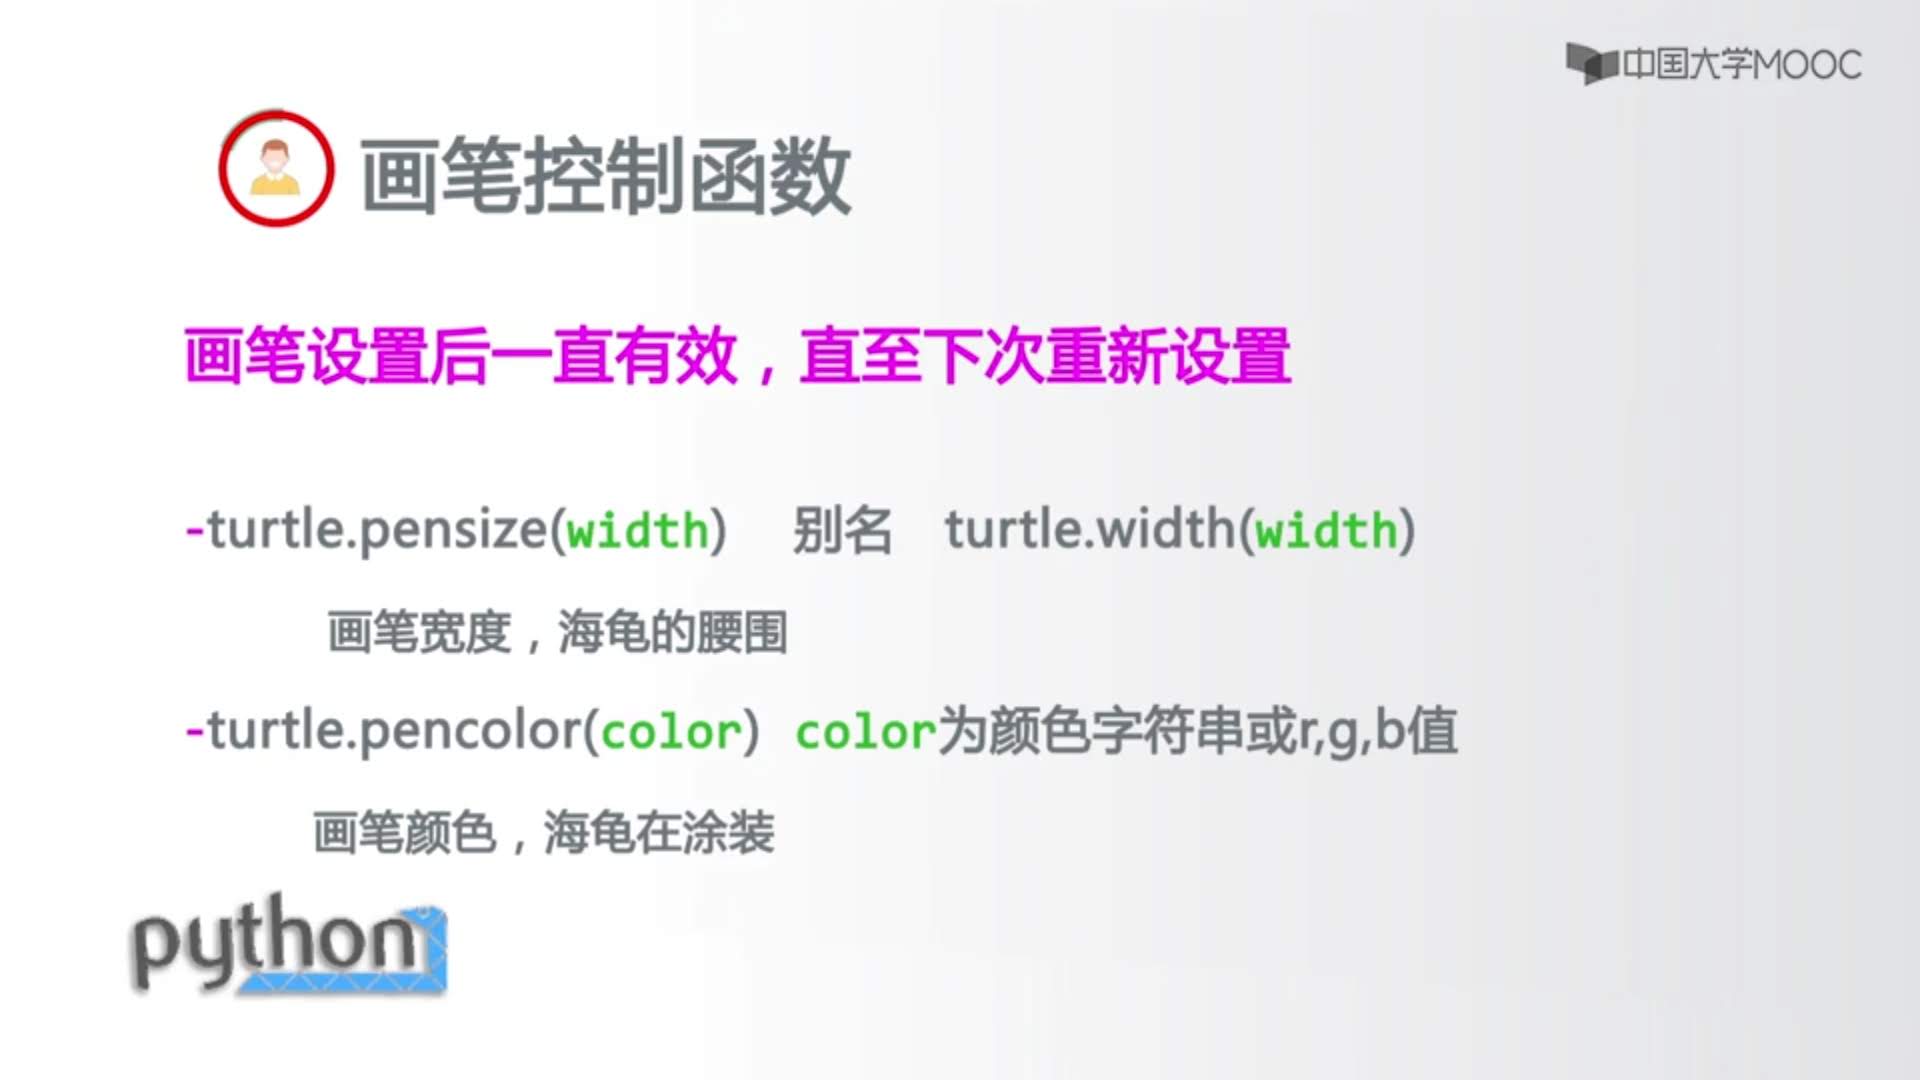 中国大学MOOC
画笔控制函数
画笔设置后一直有效，直至下次重新设置
-turtle.pensize(width) 别名 turtle.width(width)
画笔宽度，海龟的腰围
-turtle.pencolor(color) color为颜色字符串或r,g,b值
画笔颜色，海龟在涂装
python